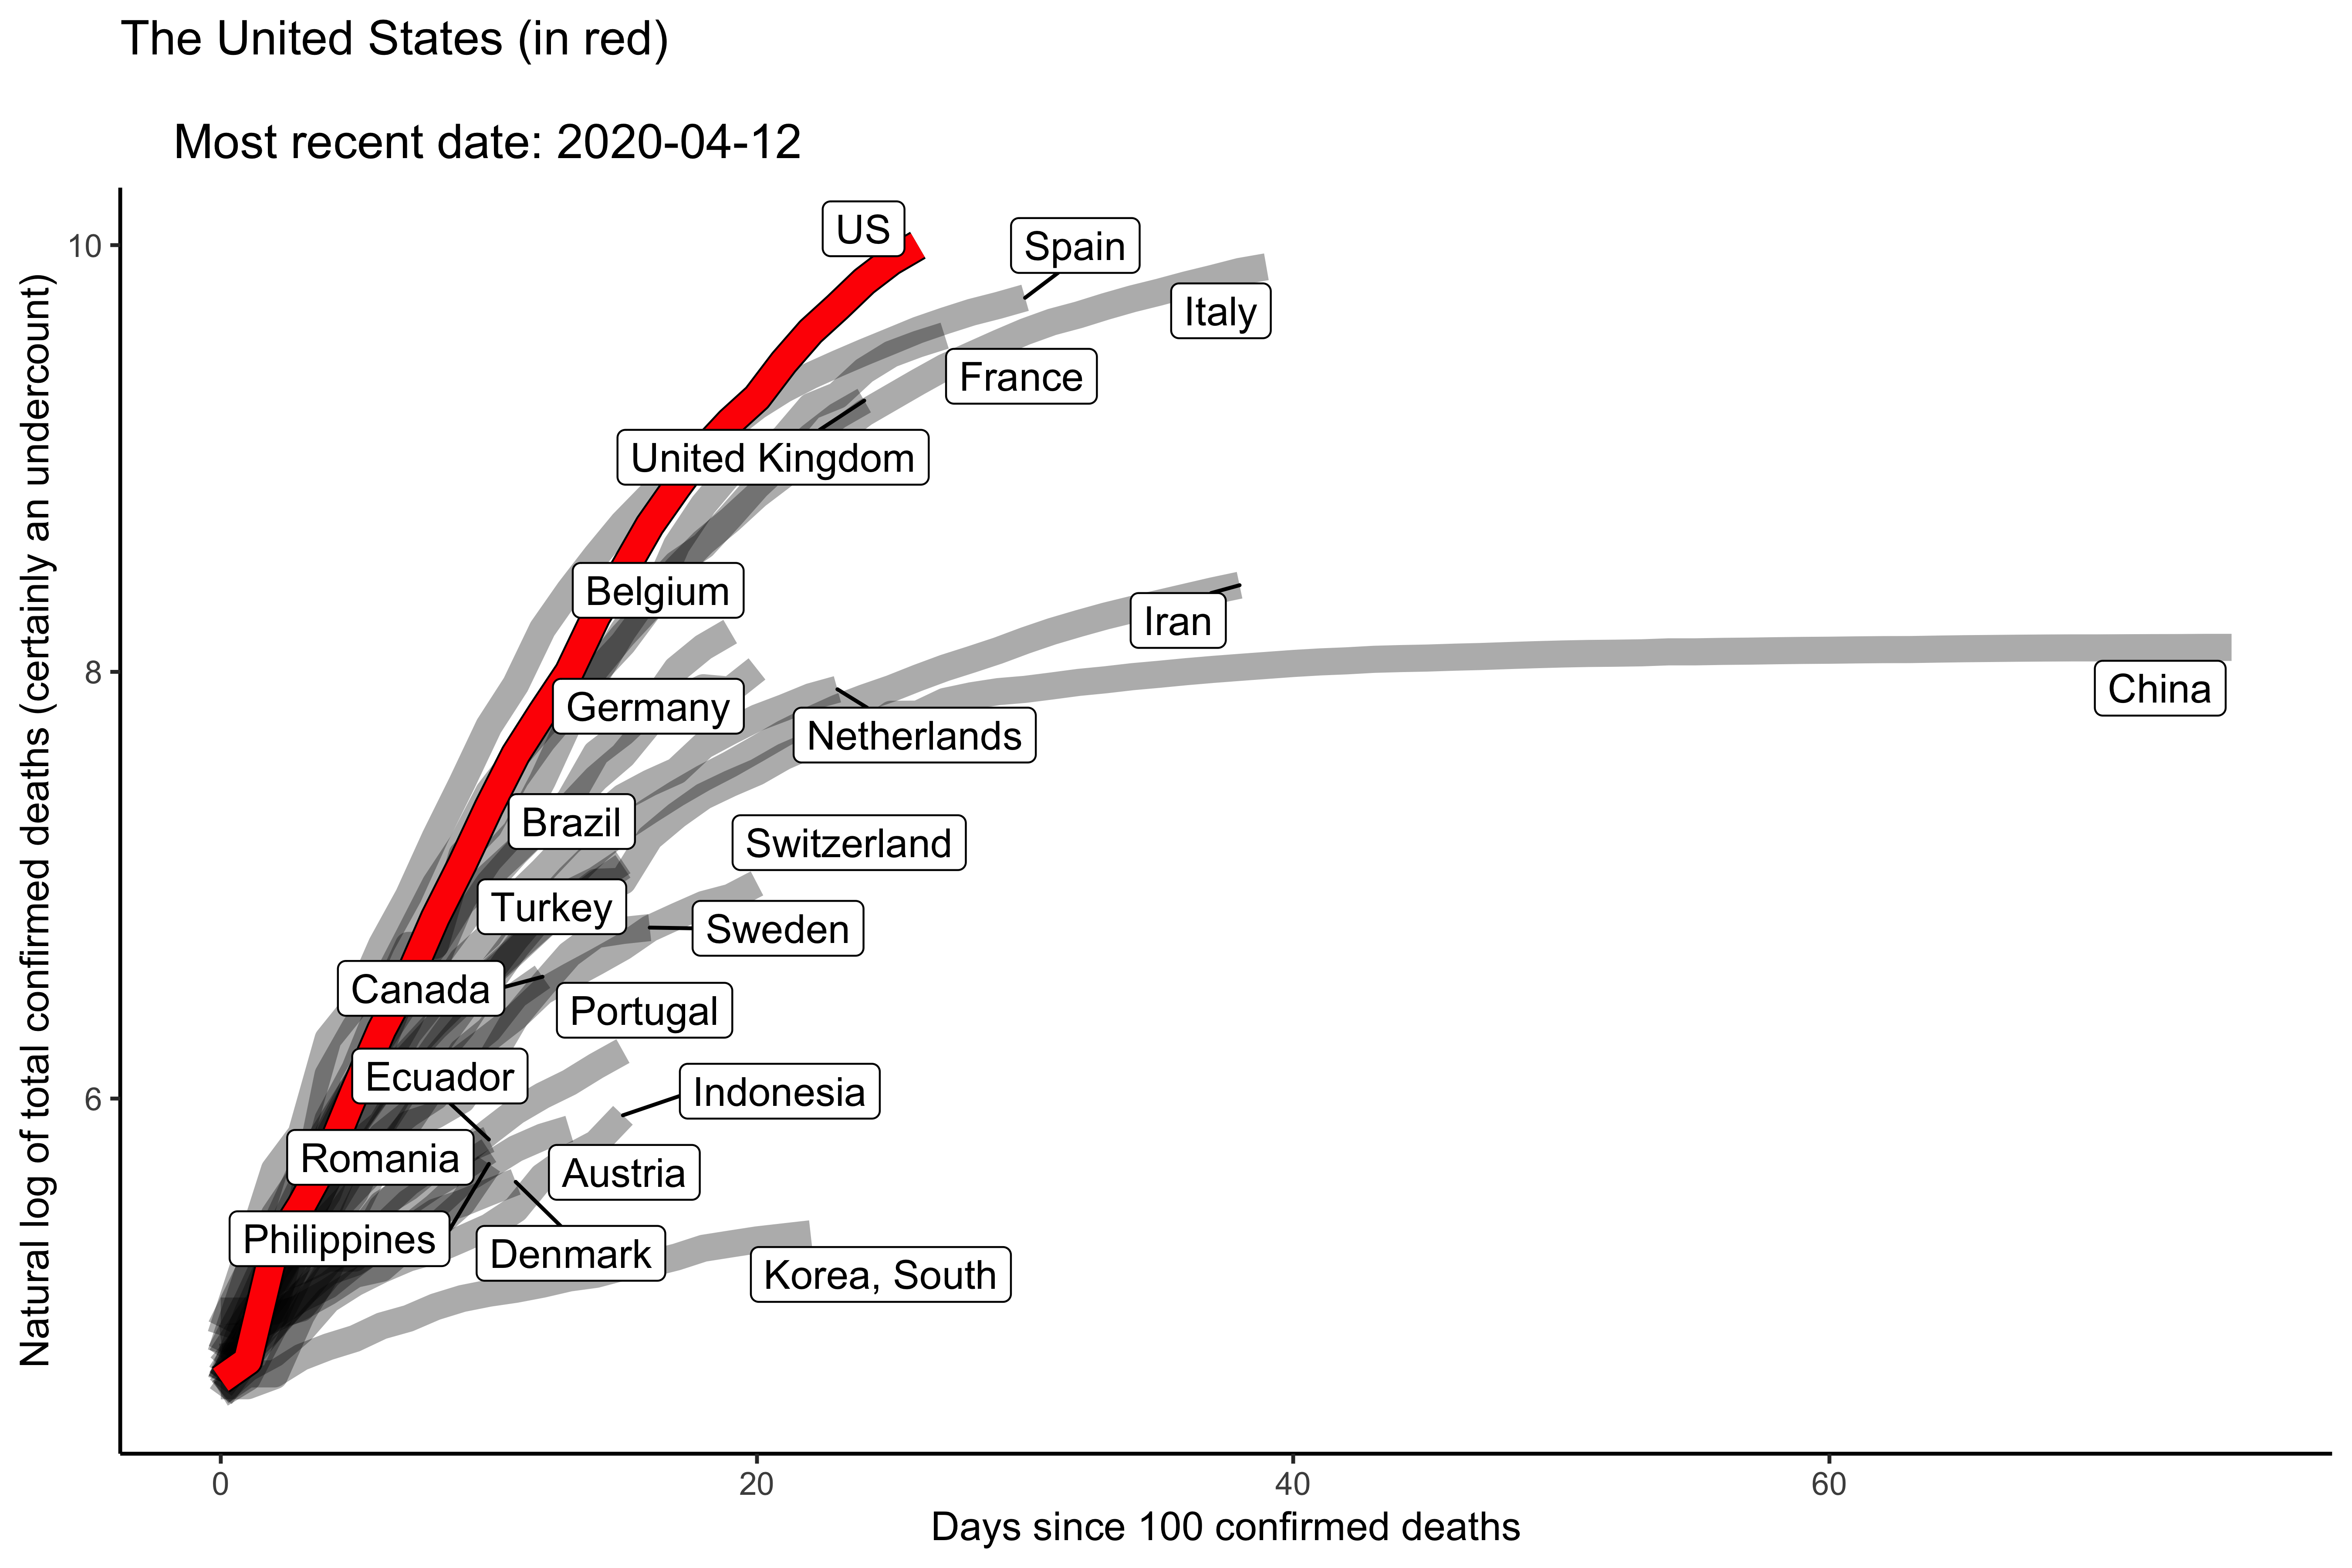 The United States (in red)
Most recent date: 2020-04-12
Natural log of total confirmed deaths (certainly an undercount)
10
8
6
US
Spain
Italy
France
United Kingdom
Belgium
Iran
China
Germany
Netherlands
Brazil
Switzerland
Turkey
Sweden
Canada
Portugal
Ecuador
Indonesia
Romania
Austria
Philippines
Denmark
Korea, South
0
20
40
60
Days since 100 confirmed deaths